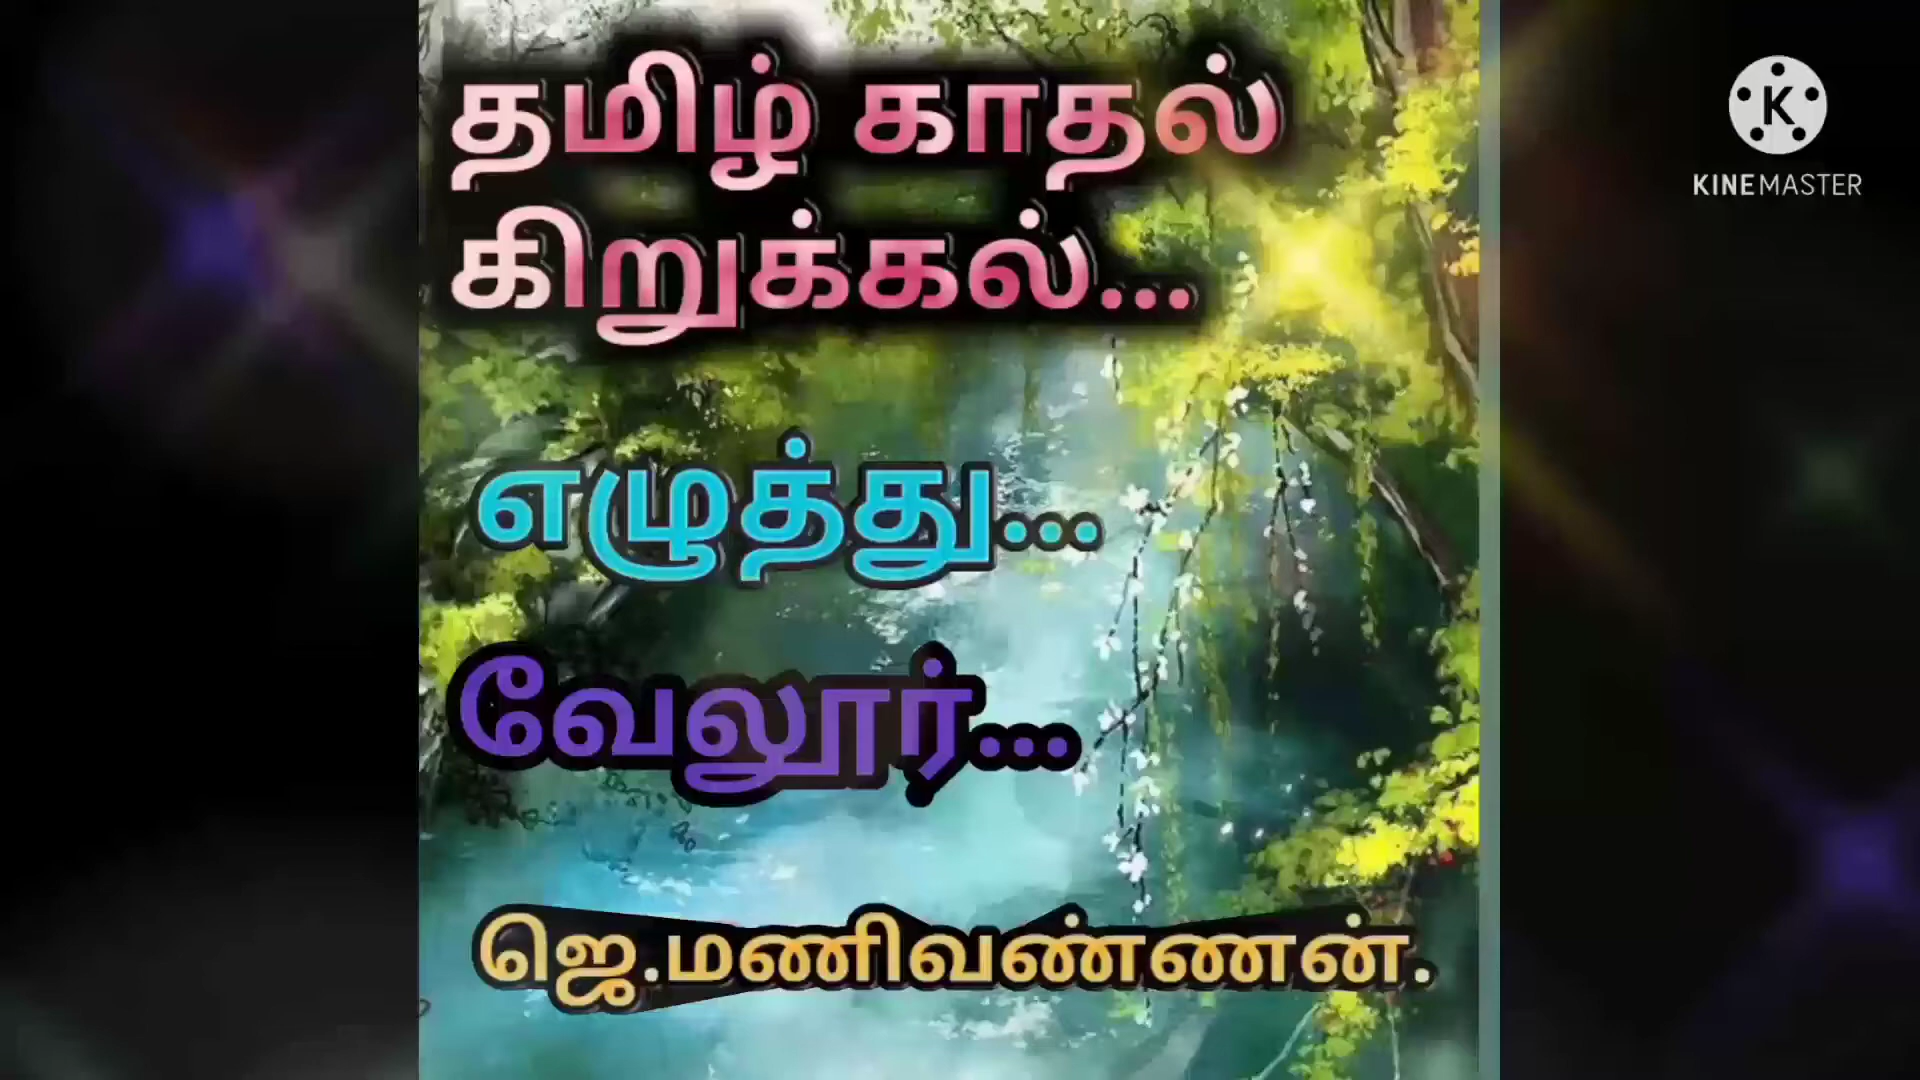 தமிழ் காதல்
கிறுக்கல்...
எழுத்து...
வேலூர்...
ஜெ.மணிவண்ணன்.
K
KINEMASTER